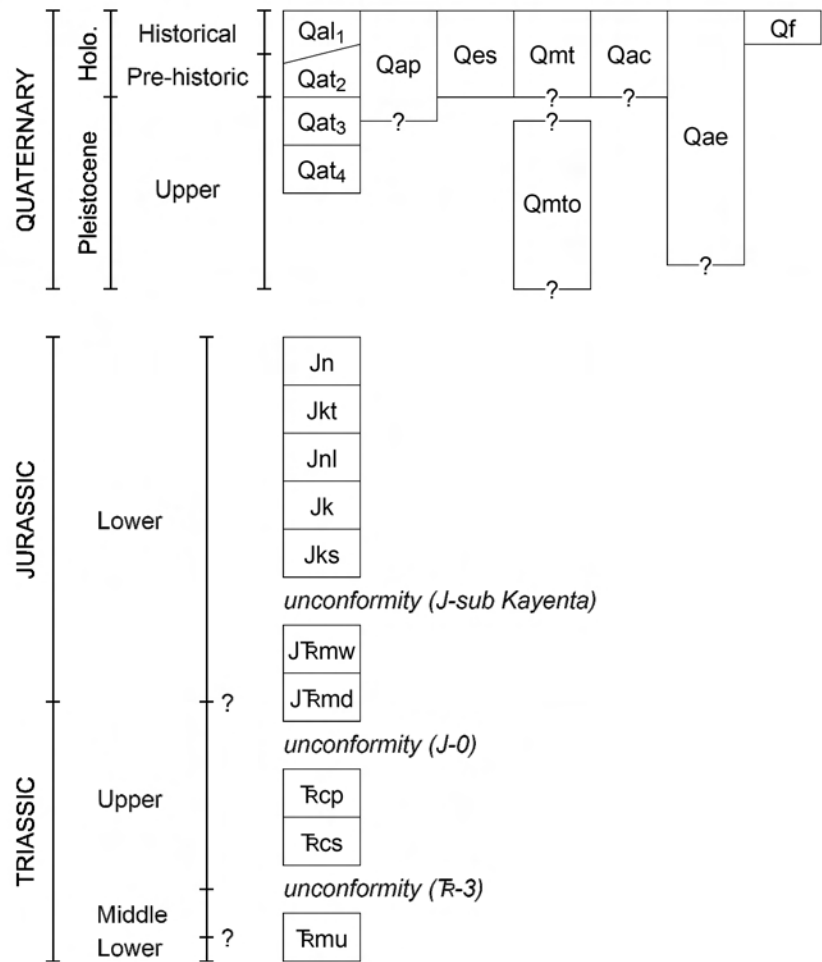 QUATERNARY
Holo.
Pleistocene
Historical
Pre-historic
Upper
Qal₁
Qat₂
Qat₃
Qat₄
Qap
?
Qes
Qmt
?
?
Qmto
?
Qac
?
Qae
?
Qf
JURASSIC
Lower
Jn
Jkt
Jnl
Jk
Jks
unconformity (J-sub Kayenta)
JTRmw
JTRmd
?
unconformity (J-0)
TRIASSIC
Upper
TRcp
TRcs
unconformity (TR-3)
Middle
Lower
?
TRmu